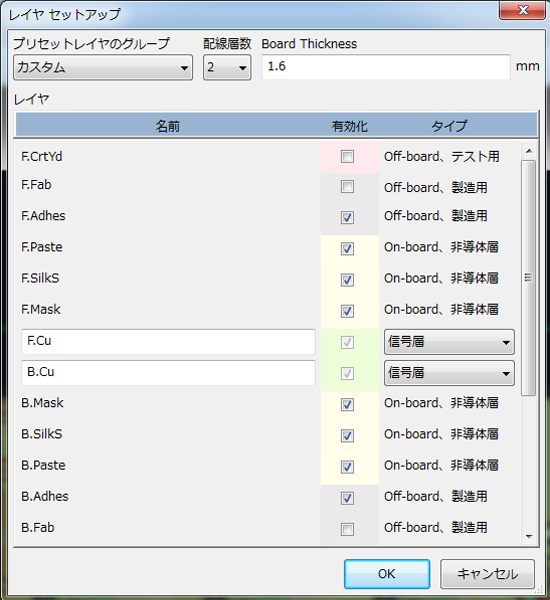 レイヤ セットアップ
プリセットレイヤのグループ 配線層数 Board Thickness
カスタム 2 1.6 mm
レイヤ
名前 有効化 タイプ
F.CrtYd Off-board、テスト用
F.Fab Off-board、製造用
F.Adhes Off-board、製造用
F.Paste On-board、非導体層
F.SilkS On-board、非導体層
F.Mask On-board、非導体層
F.Cu 信号層
B.Cu 信号層
B.Mask On-board、非導体層
B.SilkS On-board、非導体層
B.Paste On-board、非導体層
B.Adhes Off-board、製造用
B.Fab Off-board、製造用
OK キャンセル